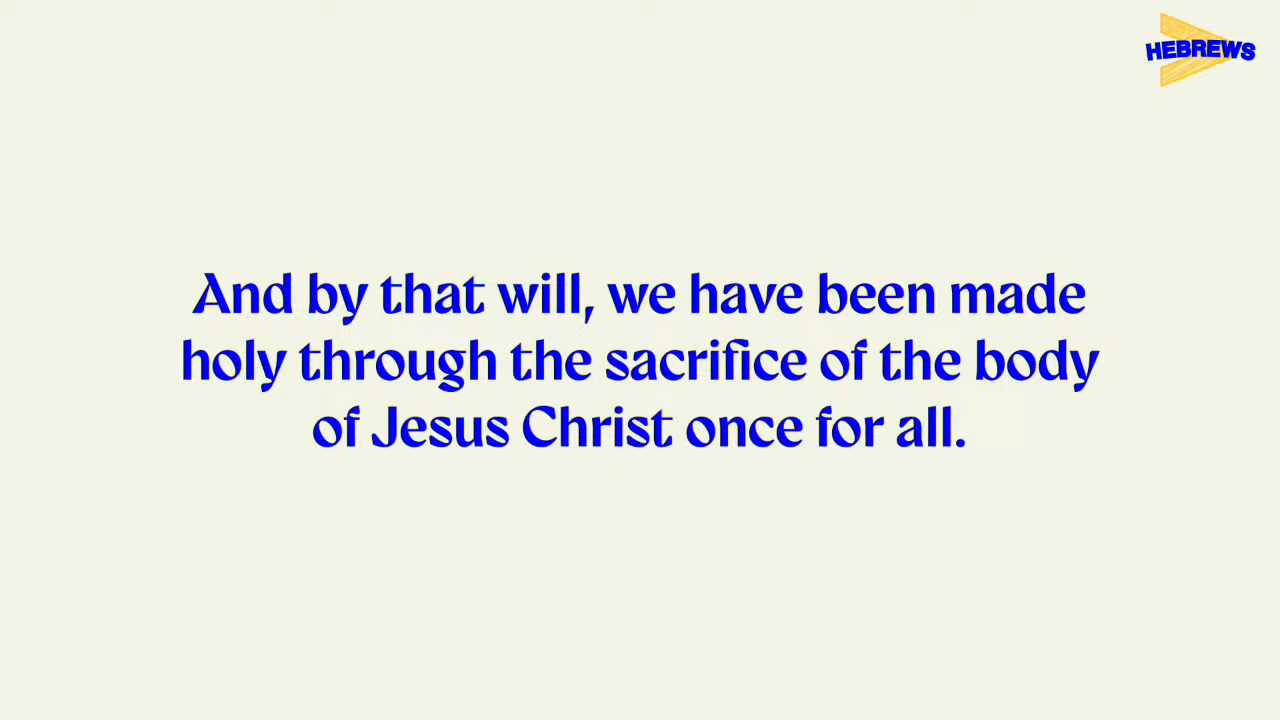 HEBREWS
And by that will, we have been made
holy through the sacrifice of the body
of Jesus Christ once for all.